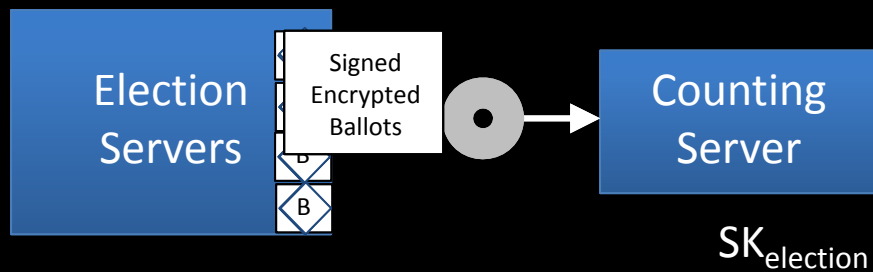 Election
Servers
Signed
Encrypted
Ballots
B
B
Counting
Server
SKelection